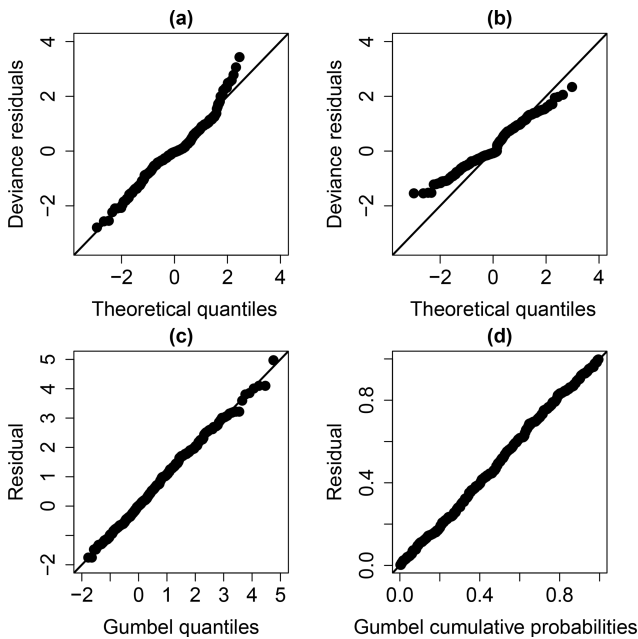 (a)
Deviance residuals
4
2
0
−2
−2 0 2 4
Theoretical quantiles
(b)
Deviance residuals
4
2
0
−2
−2 0 2 4
Theoretical quantiles
(c)
Residual
5
4
3
2
1
0
−2
−2 0 1 2 3 4 5
Gumbel quantiles
(d)
Residual
0.8
0.4
0.0
0.0 0.4 0.8
Gumbel cumulative probabilities